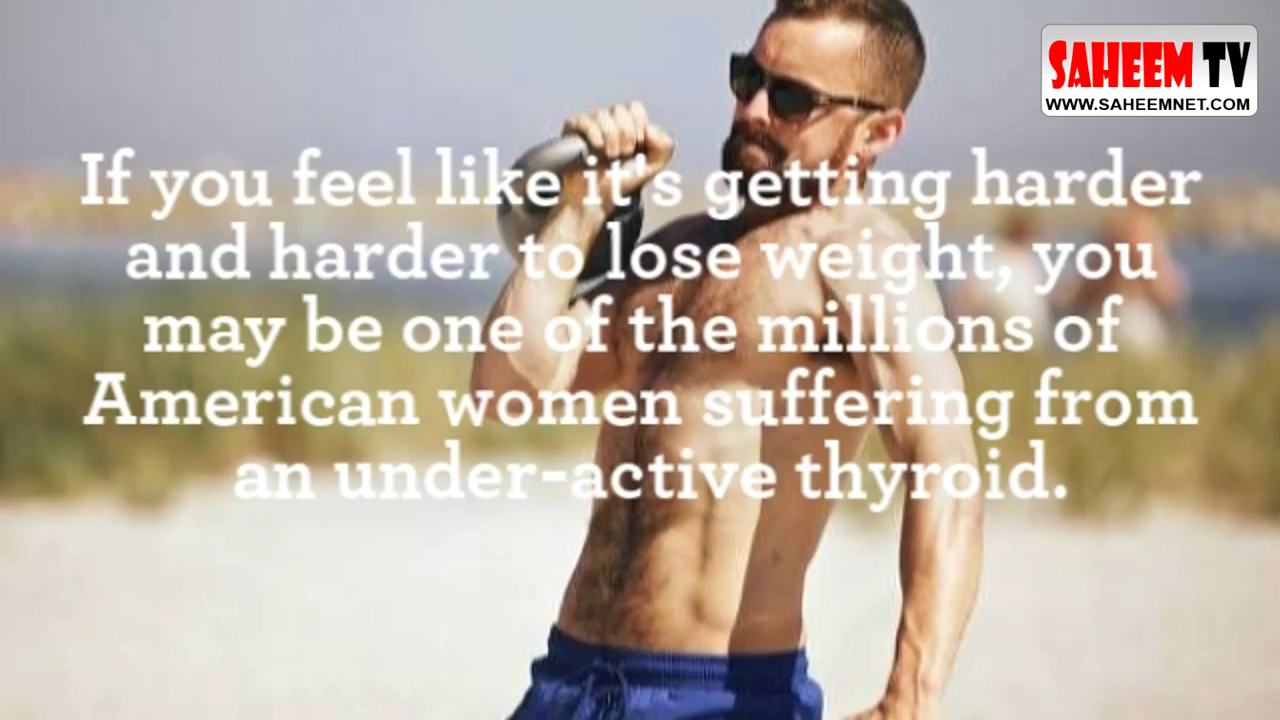 SAHEEM TV
WWW.SAHEEMNET.COM
If you feel like it's getting harder
and harder to lose weight, you
may be one of the millions of
American women suffering from
an under-active thyroid.